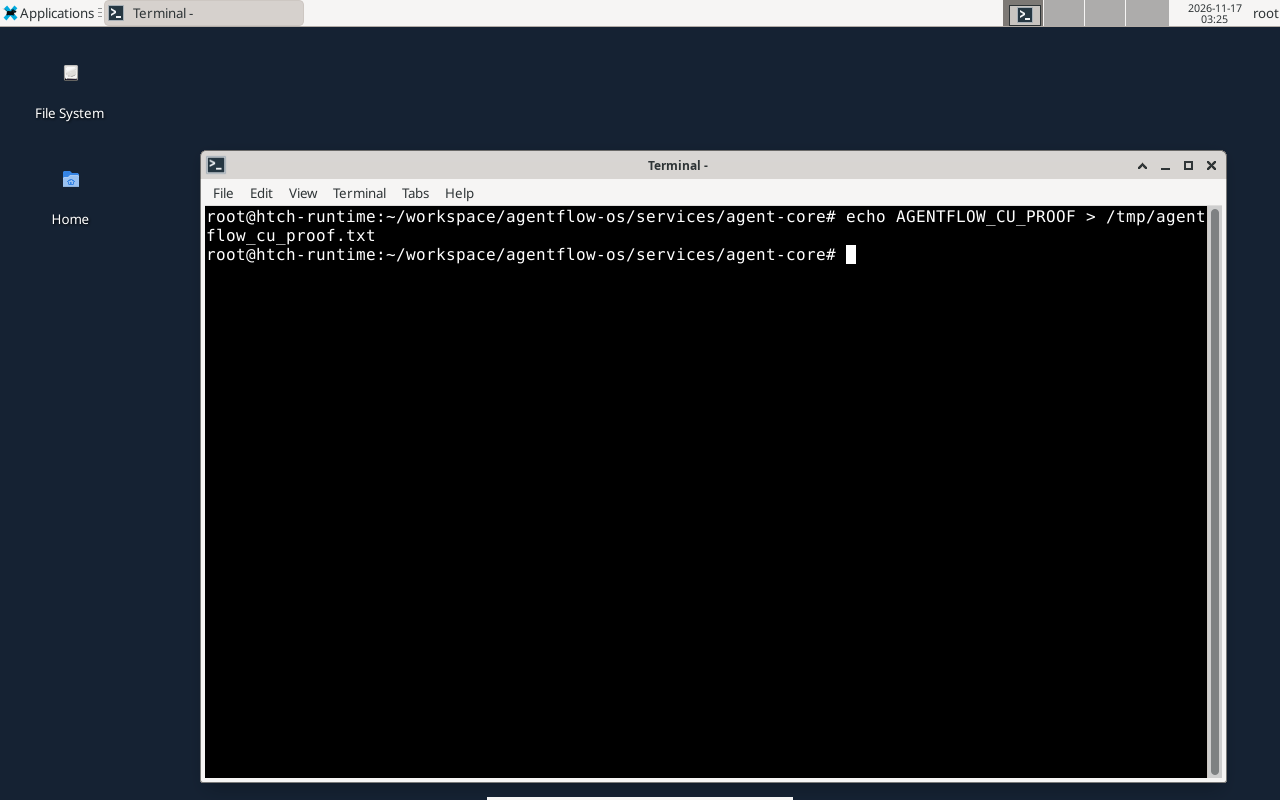 Applications
Terminal -
2026-11-17
03:25
root
File System
Home
Terminal -
File Edit View Terminal Tabs Help
root@htch-runtime:~/workspace/agentflow-os/services/agent-core# echo AGENTFLOW_CU_PROOF > /tmp/agent
flow_cu_proof.txt
root@htch-runtime:~/workspace/agentflow-os/services/agent-core#